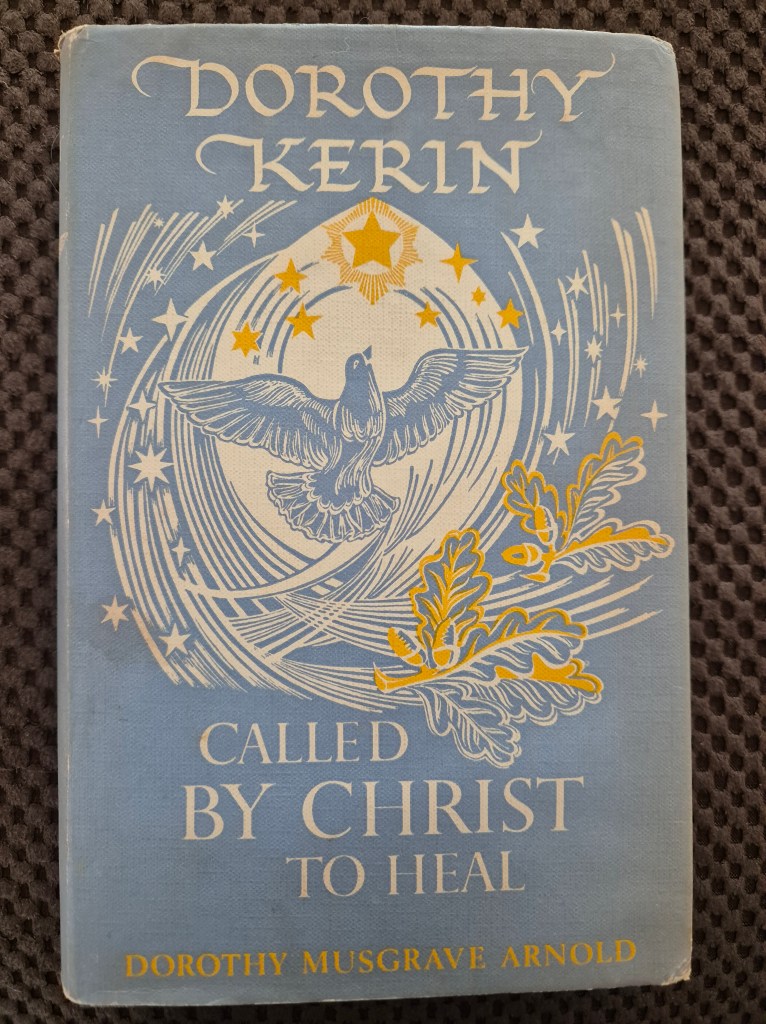 DOROTHY
KERIN
CALLED
BY CHRIST
TO HEAL
DOROTHY MUSGRAVE ARNOLD